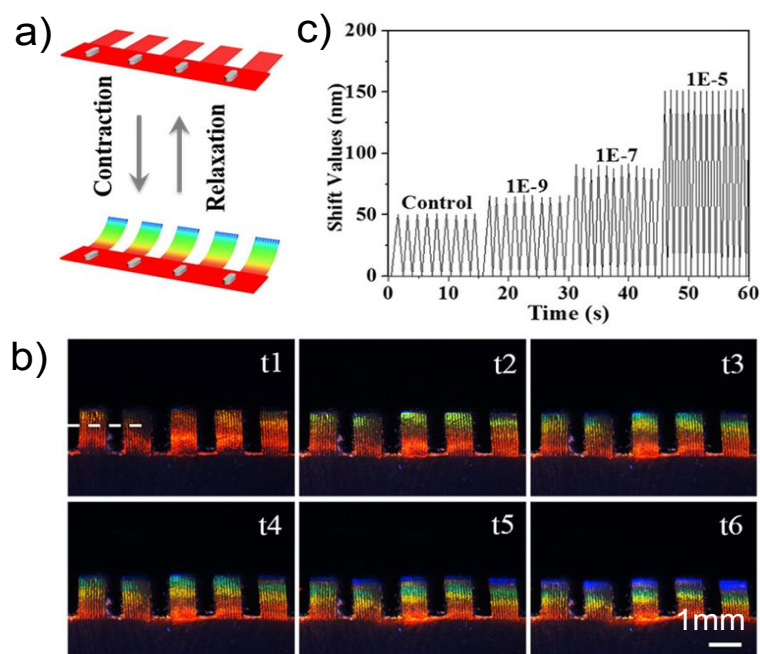 a)
Contraction
Relaxation
c)
Shift Values (nm)
200
150
100
50
0
Control
1E-9
1E-7
1E-5
0
10
20
30
40
50
60
Time (s)
b)
t1
t2
t3
t4
t5
t6
1mm